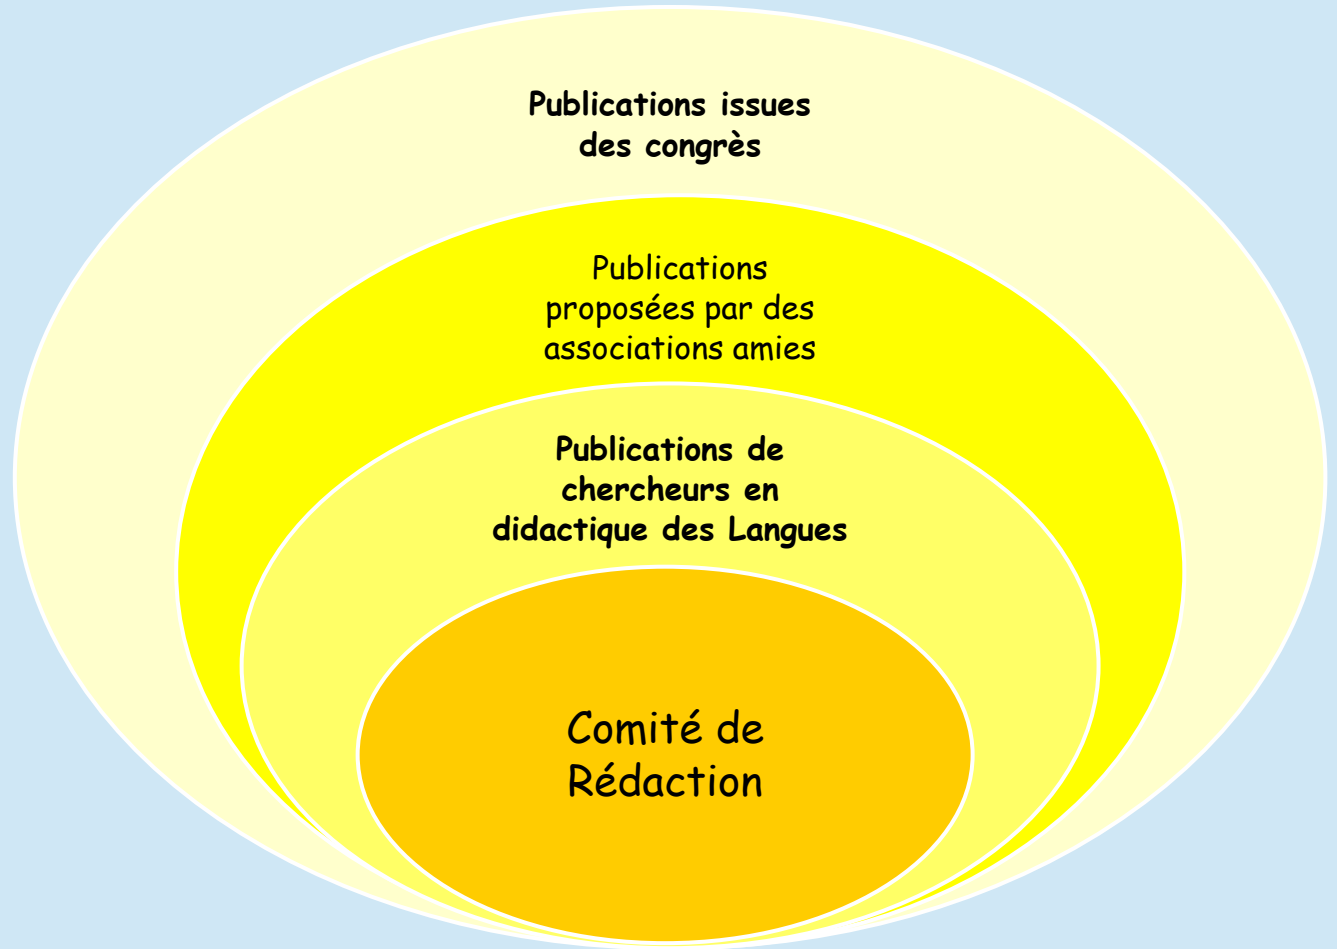 Publications issues
des congrès
Publications
proposées par des
associations amies
Publications de
chercheurs en
didactique des Langues
Comité de
Rédaction